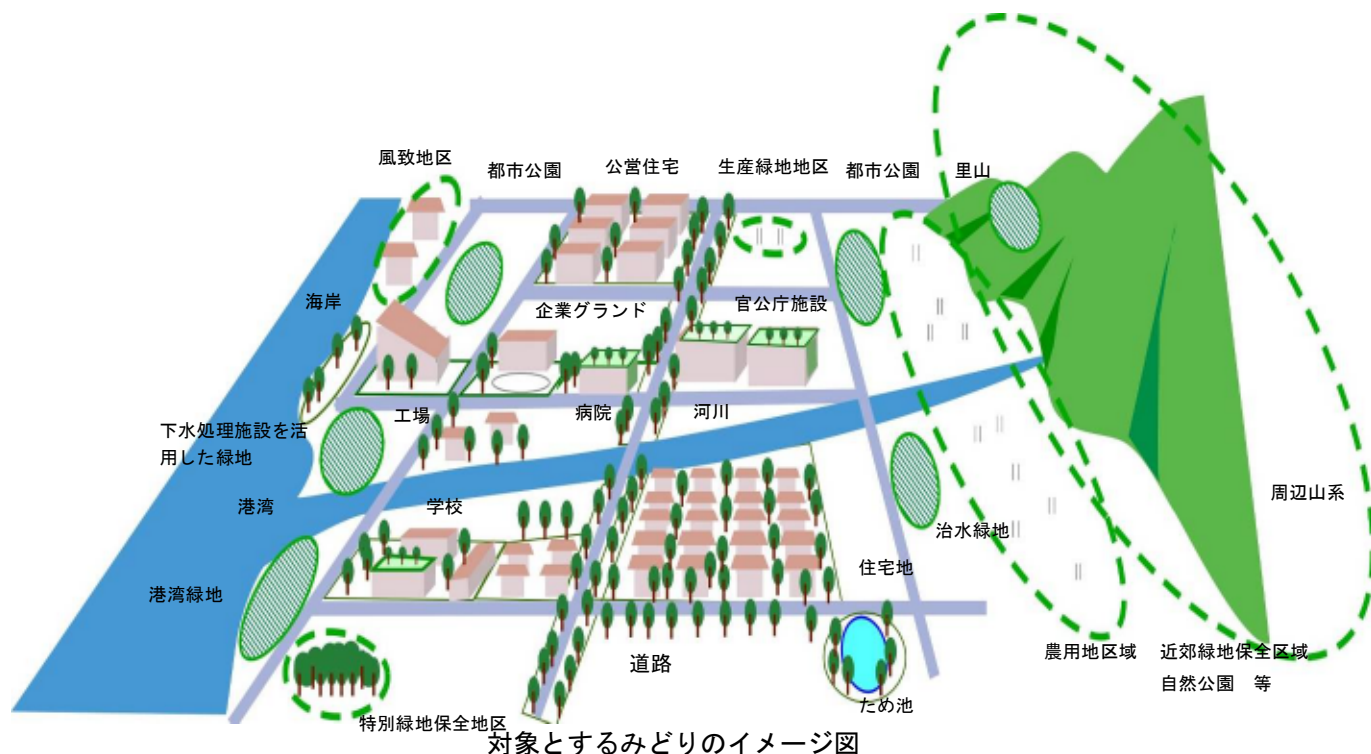 風致地区
都市公園
公営住宅
生産緑地地区
都市公園
里山
海岸
企業グランド
官公庁施設
工場
病院
河川
下水処理施設を活
用した緑地
港湾
学校
周辺山系
治水緑地
港湾緑地
住宅地
道路
農用地区域
近郊緑地保全区域
自然公園　等
ため池
特別緑地保全地区
対象とするみどりのイメージ図